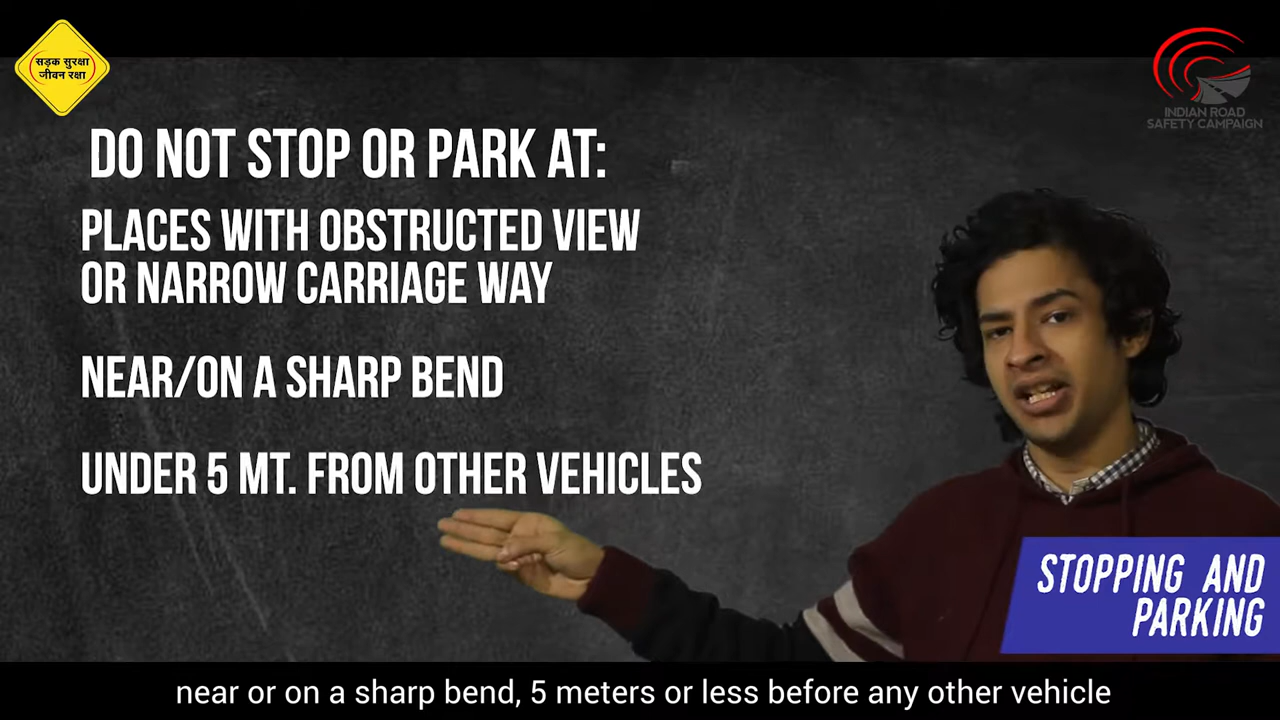 सड़क सुरक्षा
जीवन रक्षा
INDIAN ROAD
SAFETY CAMPAIGN
DO NOT STOP OR PARK AT:
PLACES WITH OBSTRUCTED VIEW
OR NARROW CARRIAGE WAY
NEAR/ON A SHARP BEND
UNDER 5 MT. FROM OTHER VEHICLES
STOPPING AND
PARKING
near or on a sharp bend, 5 meters or less before any other vehicle